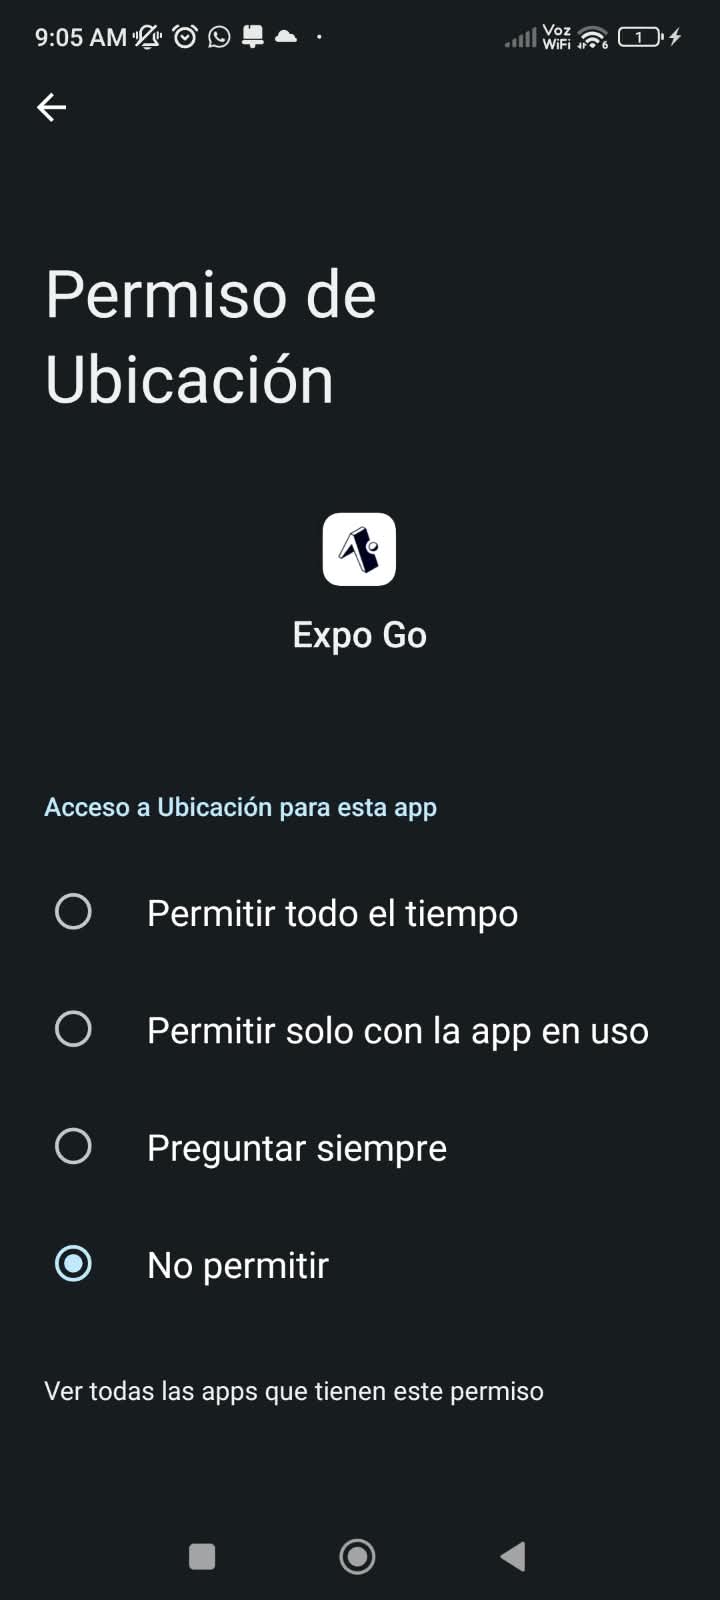 9:05 AM
Voz
WiFi
6
1
Permiso de
Ubicación
Expo Go
Acceso a Ubicación para esta app
Permitir todo el tiempo
Permitir solo con la app en uso
Preguntar siempre
No permitir
Ver todas las apps que tienen este permiso